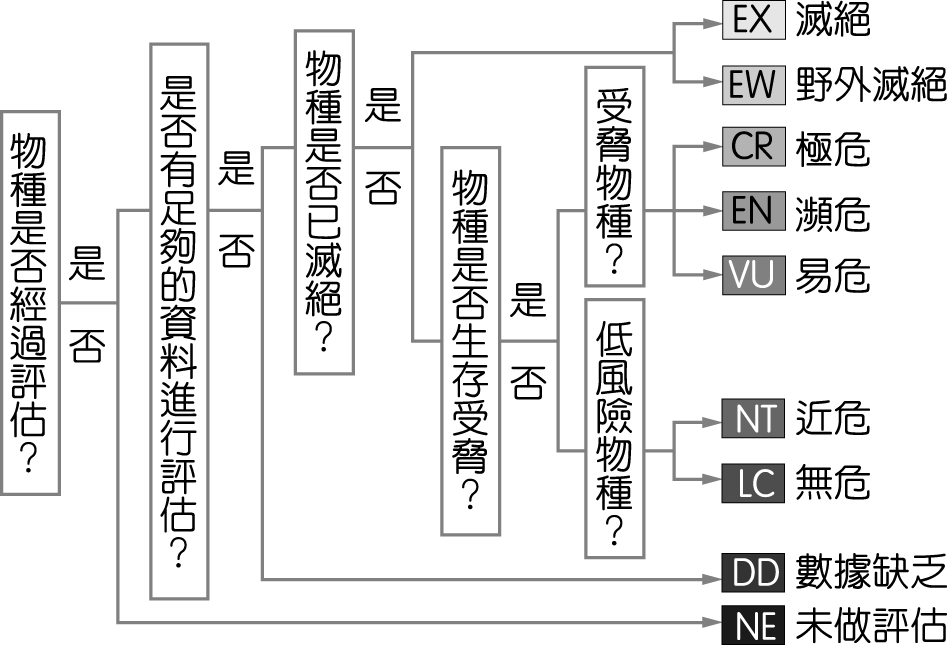 物種是否經過評估？
是
否
是否有足夠的資料進行評估？
是
否
物種是否已滅絕？
是
否
物種是否生存受脅？
是
否
受脅物種？
低風險物種？
EX 滅絕
EW 野外滅絕
CR 極危
EN 瀕危
VU 易危
NT 近危
LC 無危
DD 數據缺乏
NE 未做評估